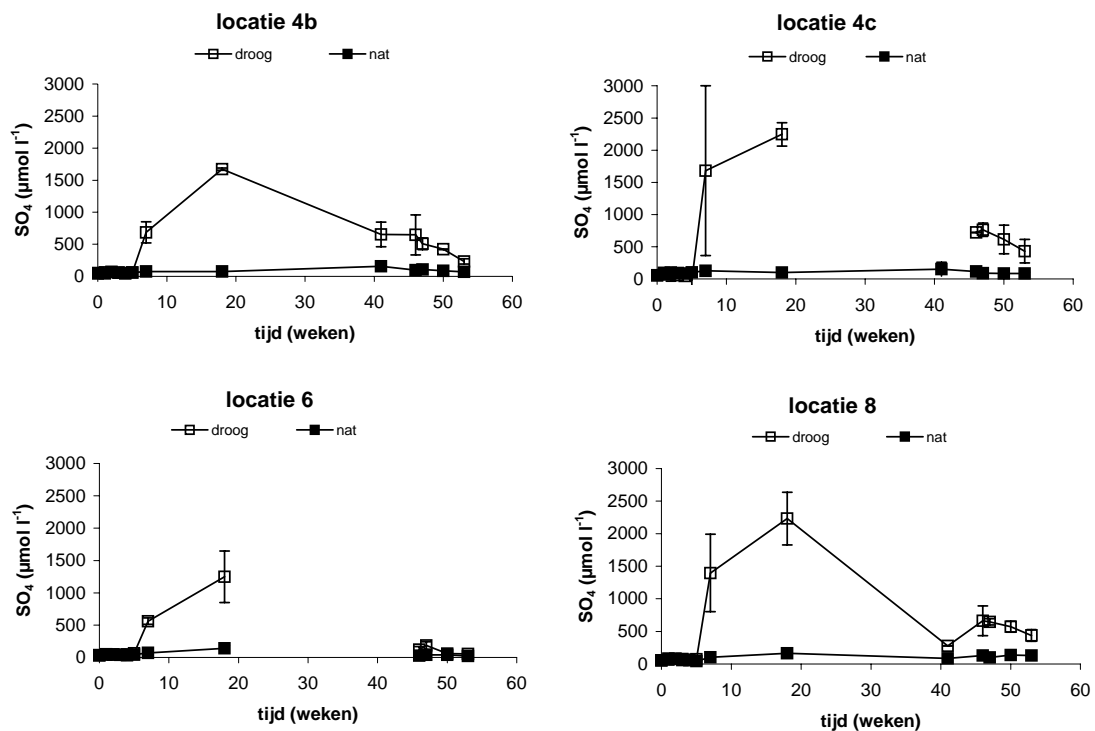 locatie 4b
droog nat
3000
2500
2000
1500
1000
500
0
SO₄ (µmol l⁻¹)
0 10 20 30 40 50 60
tijd (weken)
locatie 4c
droog nat
3000
2500
2000
1500
1000
500
0
SO₄ (µmol l⁻¹)
0 10 20 30 40 50 60
tijd (weken)
locatie 6
droog nat
3000
2500
2000
1500
1000
500
0
SO₄ (µmol l⁻¹)
0 10 20 30 40 50 60
tijd (weken)
locatie 8
droog nat
3000
2500
2000
1500
1000
500
0
SO₄ (µmol l⁻¹)
0 10 20 30 40 50 60
tijd (weken)